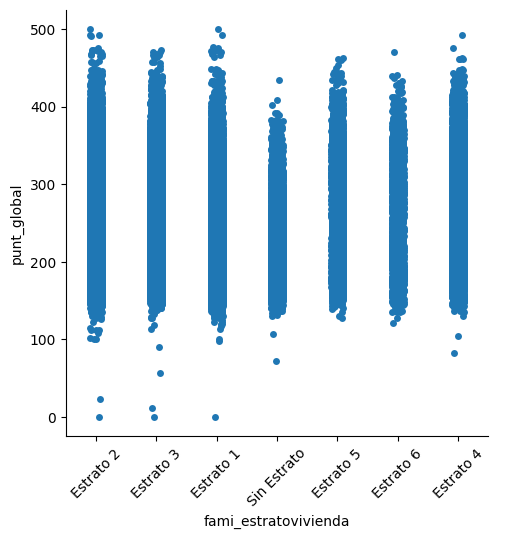 500
400
300
200
100
0
punt_global
Estrato 2
Estrato 3
Estrato 1
Sin Estrato
Estrato 5
Estrato 6
Estrato 4
fami_estratovivienda